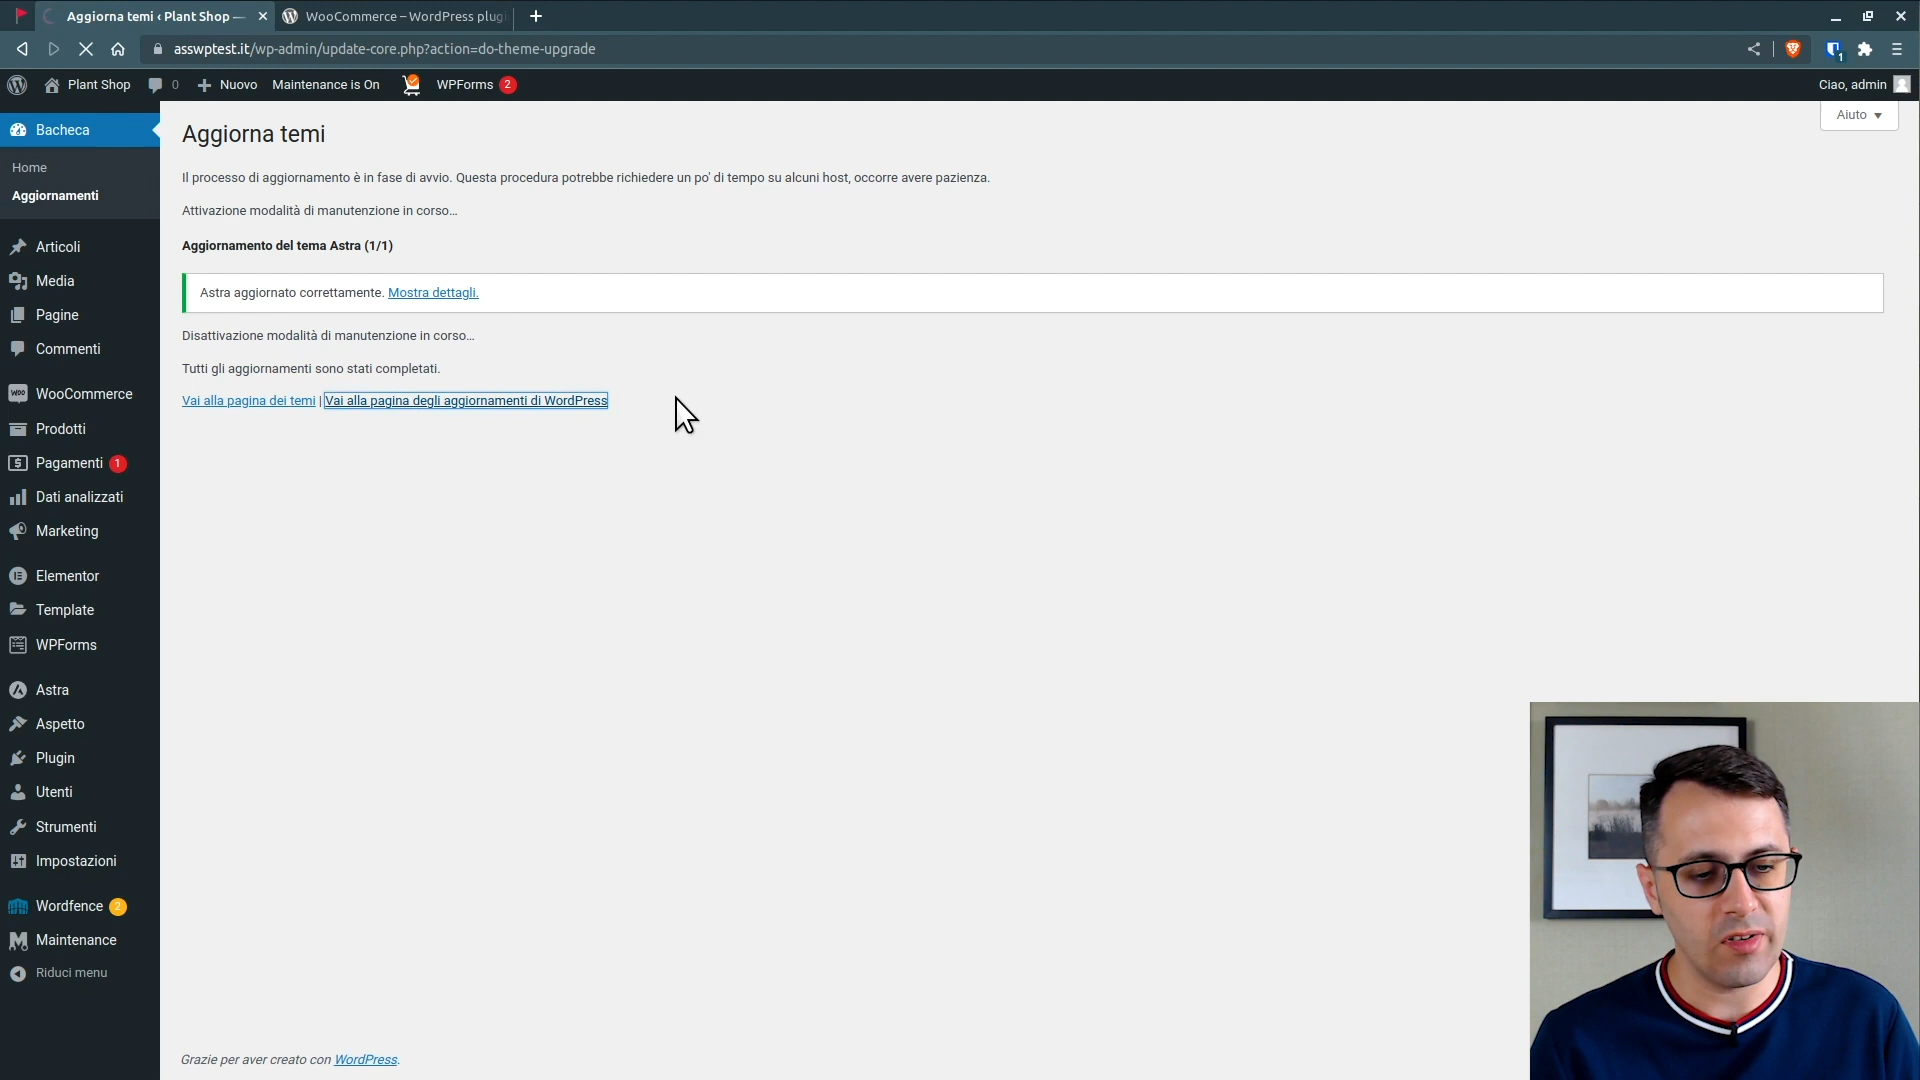 Aggiorna temi ‹ Plant Shop —
WooCommerce – WordPress plug
asswptest.it/wp-admin/update-core.php?action=do-theme-upgrade
1
Plant Shop
0
Nuovo
Maintenance is On
WPForms 2
Ciao, admin
Aiuto
Bacheca
Home
Aggiornamenti
Articoli
Media
Pagine
Commenti
WooCommerce
Prodotti
Pagamenti 1
Dati analizzati
Marketing
Elementor
Template
WPForms
Astra
Aspetto
Plugin
Utenti
Strumenti
Impostazioni
Wordfence 2
Maintenance
Riduci menu
Aggiorna temi
Il processo di aggiornamento è in fase di avvio. Questa procedura potrebbe richiedere un po' di tempo su alcuni host, occorre avere pazienza.
Attivazione modalità di manutenzione in corso…
Aggiornamento del tema Astra (1/1)
Astra aggiornato correttamente. Mostra dettagli.
Disattivazione modalità di manutenzione in corso…
Tutti gli aggiornamenti sono stati completati.
Vai alla pagina dei temi | Vai alla pagina degli aggiornamenti di WordPress
Grazie per aver creato con WordPress.